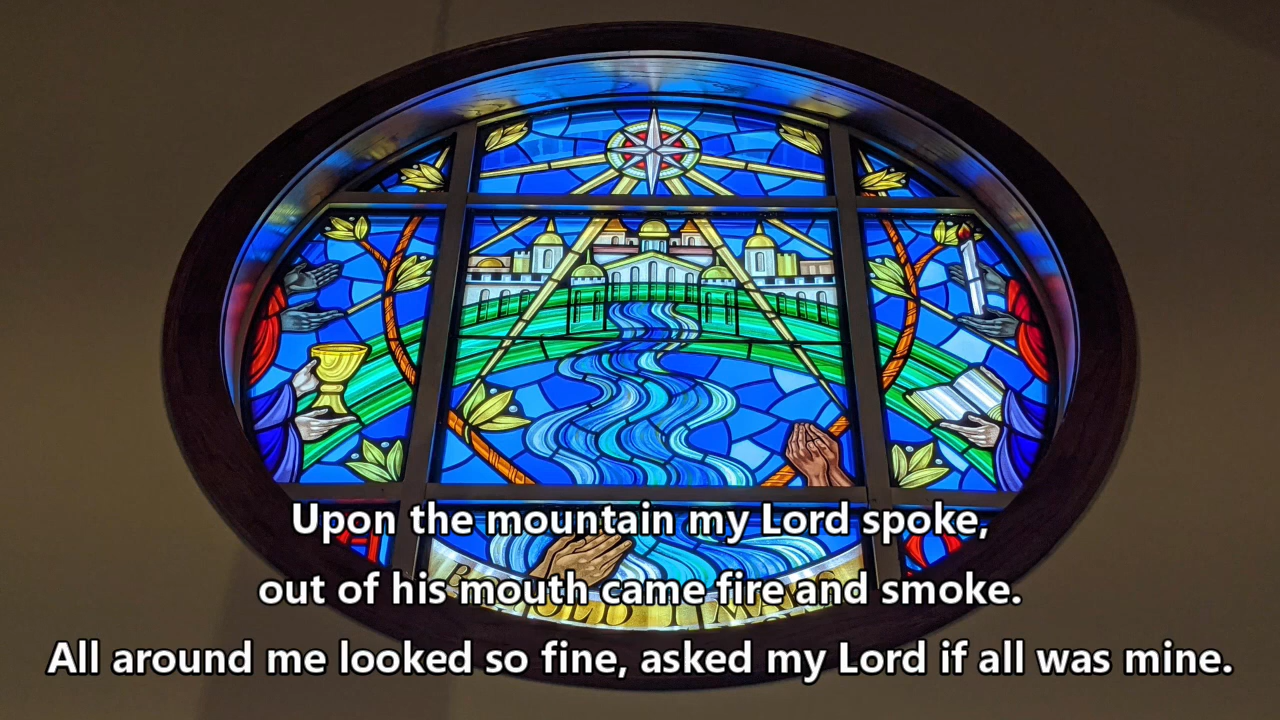 Upon the mountain my Lord spoke,
out of his mouth came fire and smoke.
All around me looked so fine, asked my Lord if all was mine.